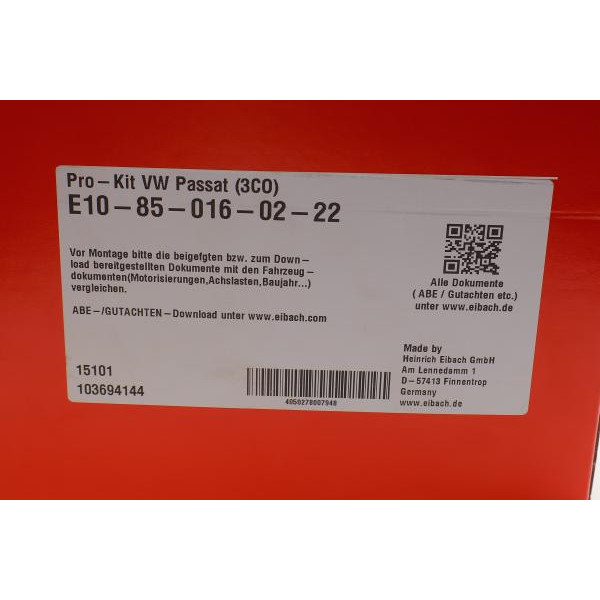 Pro–Kit VW Passat (3CO)
E10–85–016–02–22
Vor Montage bitte die beigefgten bzw. zum Down–
load bereitgestellten Dokumente mit den Fahrzeug–
dokumenten(Motorisierungen,Achslasten,Baujahr...)
vergleichen.
ABE–/GUTACHTEN–Download unter www.eibach.com
15101
103694144
4059278007948
Alle Dokumente
( ABE / Gutachten etc.)
unter www.eibach.de
Made by
Heinrich Eibach GmbH
Am Lennedamm 1
D–57413 Finnentrop
Germany
www.eibach.de